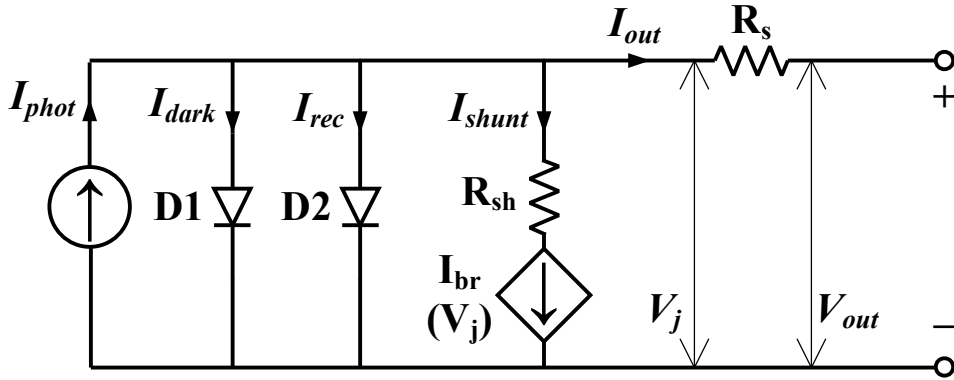 I_out
R_s
I_phot
I_dark
I_rec
I_shunt
+
D1
D2
R_sh
I_br
(V_j)
V_j
V_out
−